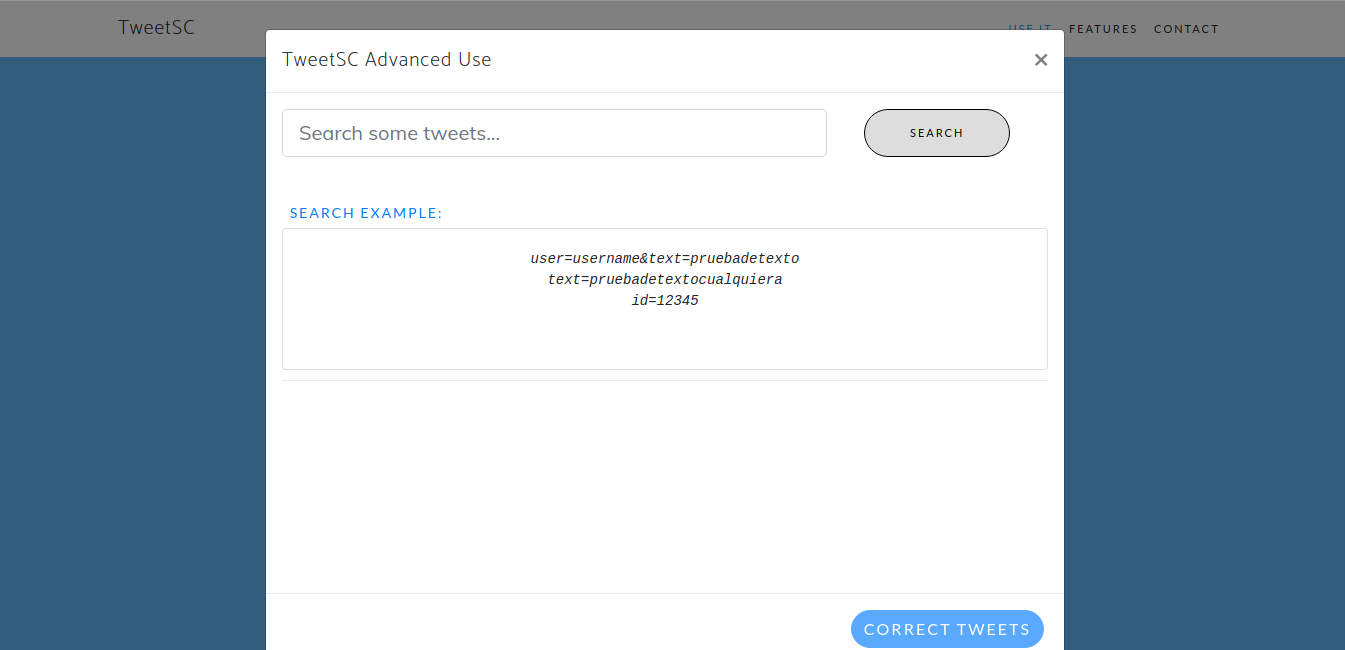 TweetSC
USE IT FEATURES CONTACT
TweetSC Advanced Use
×
Search some tweets...
SEARCH
SEARCH EXAMPLE:
user=username&text=pruebadetexto
text=pruebadetextocualquiera
id=12345
CORRECT TWEETS